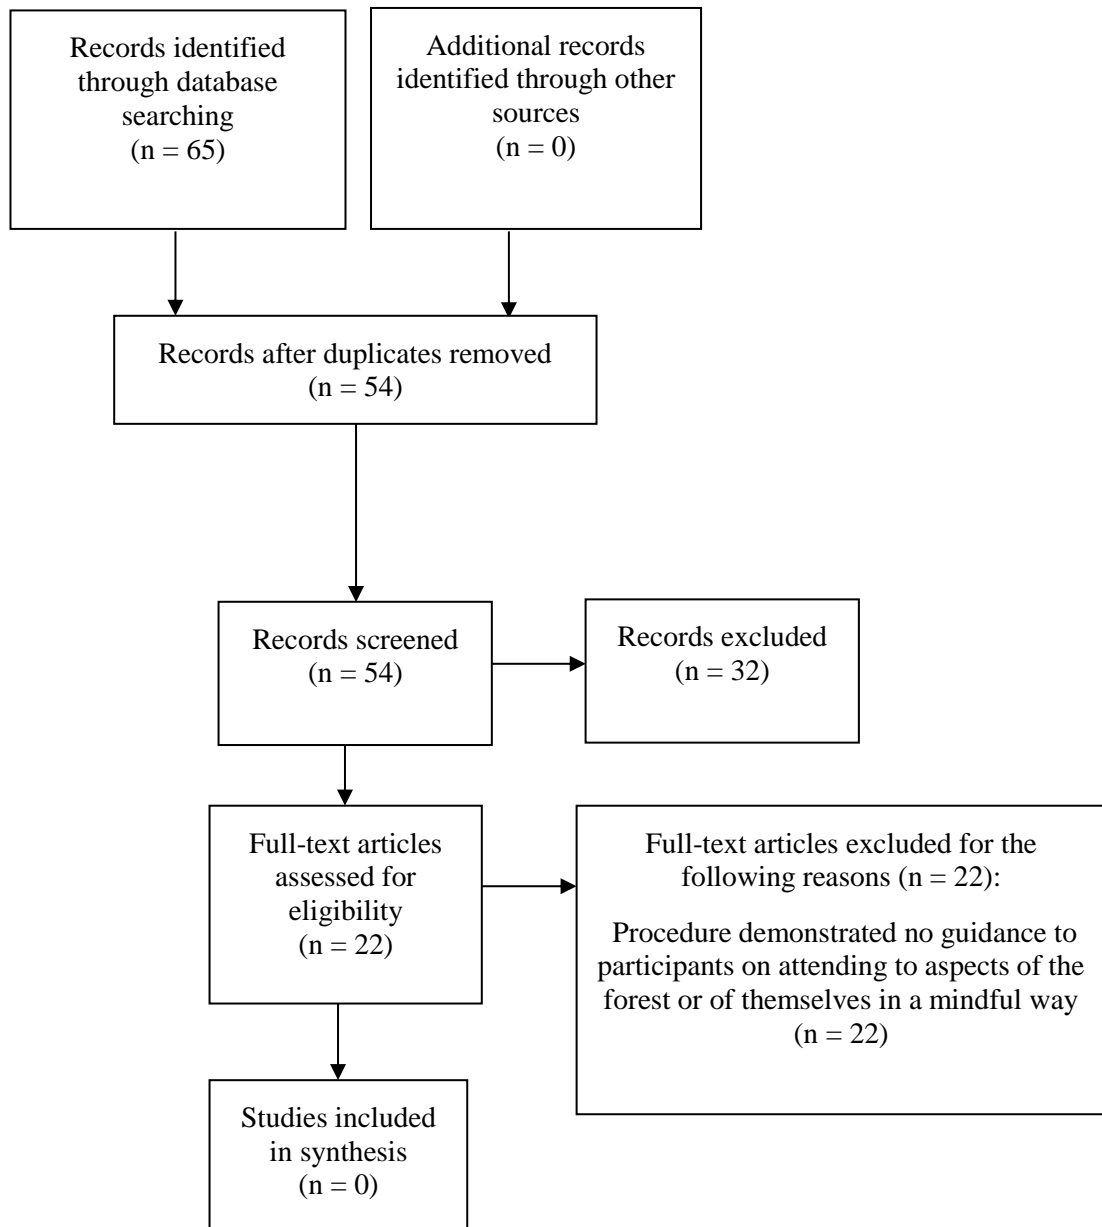 Records identified
through database
searching
(n = 65)
Additional records
identified through other
sources
(n = 0)
Records after duplicates removed
(n = 54)
Records screened
(n = 54)
Records excluded
(n = 32)
Full-text articles
assessed for
eligibility
(n = 22)
Full-text articles excluded for the
following reasons (n = 22):
Procedure demonstrated no guidance to
participants on attending to aspects of the
forest or of themselves in a mindful way
(n = 22)
Studies included
in synthesis
(n = 0)